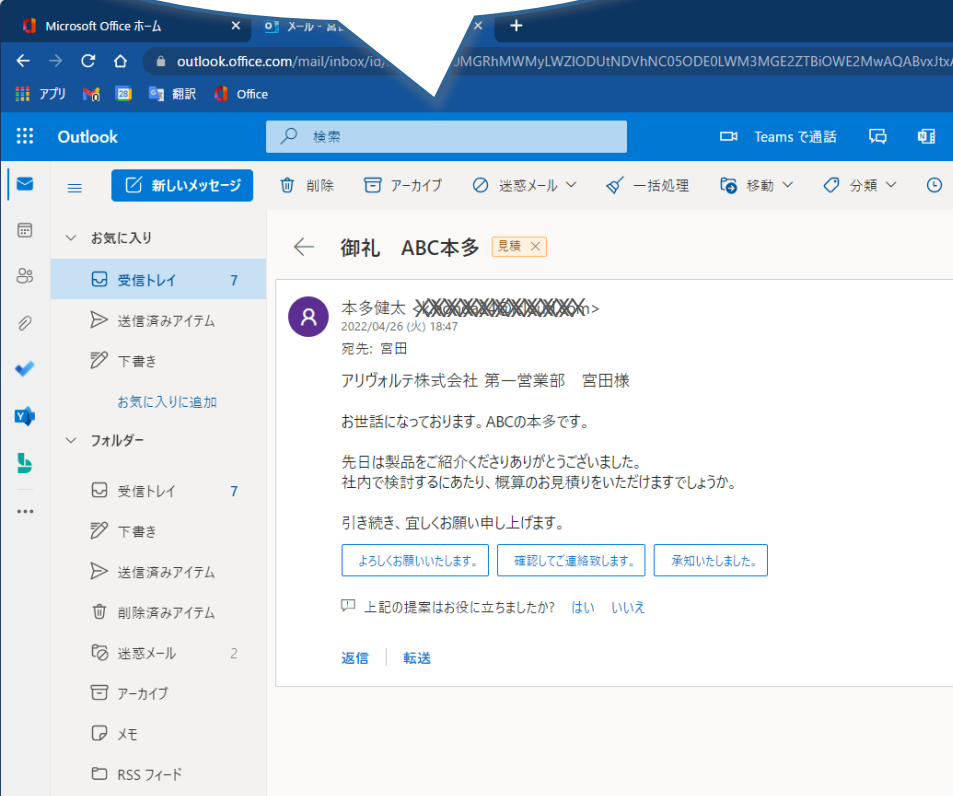 Microsoft Office ホーム
メール -
outlook.office.com/mail/inbox/id/
アプリ
28
翻訳
Office
Outlook
検索
Teams で通話
新しいメッセージ
削除
アーカイブ
迷惑メール
一括処理
移動
分類
お気に入り
受信トレイ 7
送信済みアイテム
下書き
お気に入りに追加
フォルダー
受信トレイ 7
下書き
送信済みアイテム
削除済みアイテム
迷惑メール 2
アーカイブ
メモ
RSS フィード
御礼　ABC本多
見積
本多健太
2022/04/26 (火) 18:47
宛先: 宮田
アリヴォルテ株式会社 第一営業部　宮田様
お世話になっております。ABCの本多です。
先日は製品をご紹介くださりありがとうございました。
社内で検討するにあたり、概算のお見積りをいただけますでしょうか。
引き続き、宜しくお願い申し上げます。
よろしくお願いいたします。
確認してご連絡致します。
承知いたしました。
上記の提案はお役に立ちましたか? はい いいえ
返信
転送